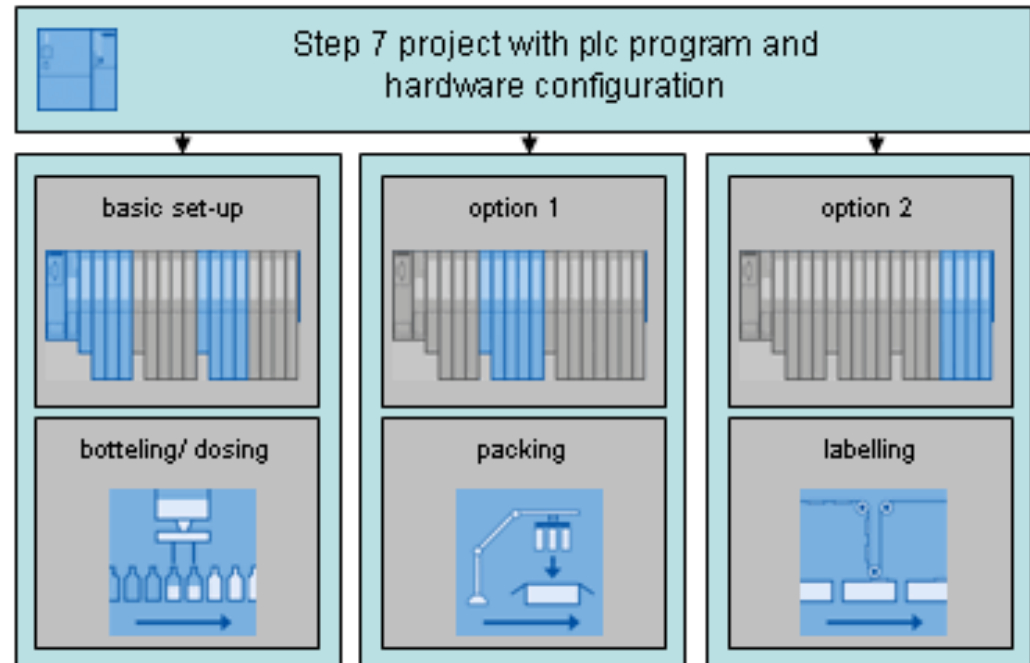 Step 7 project with plc program and
hardware configuration
basic set-up
option 1
option 2
botteling/ dosing
packing
labelling